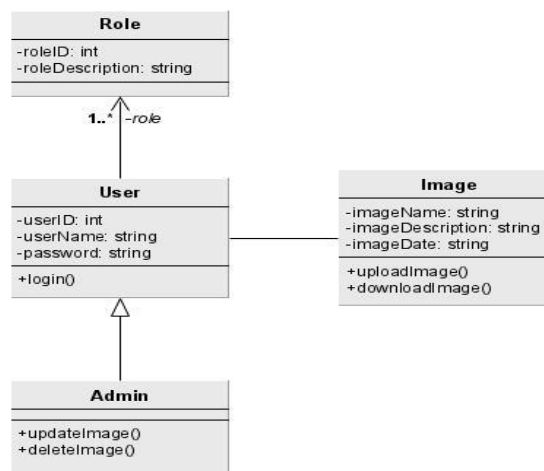 Role
-roleID: int
-roleDescription: string
1..* -role
User
-userID: int
-userName: string
-password: string
+login()
Image
-imageName: string
-imageDescription: string
-imageDate: string
+uploadImage()
+downloadImage()
Admin
+updateImage()
+deleteImage()